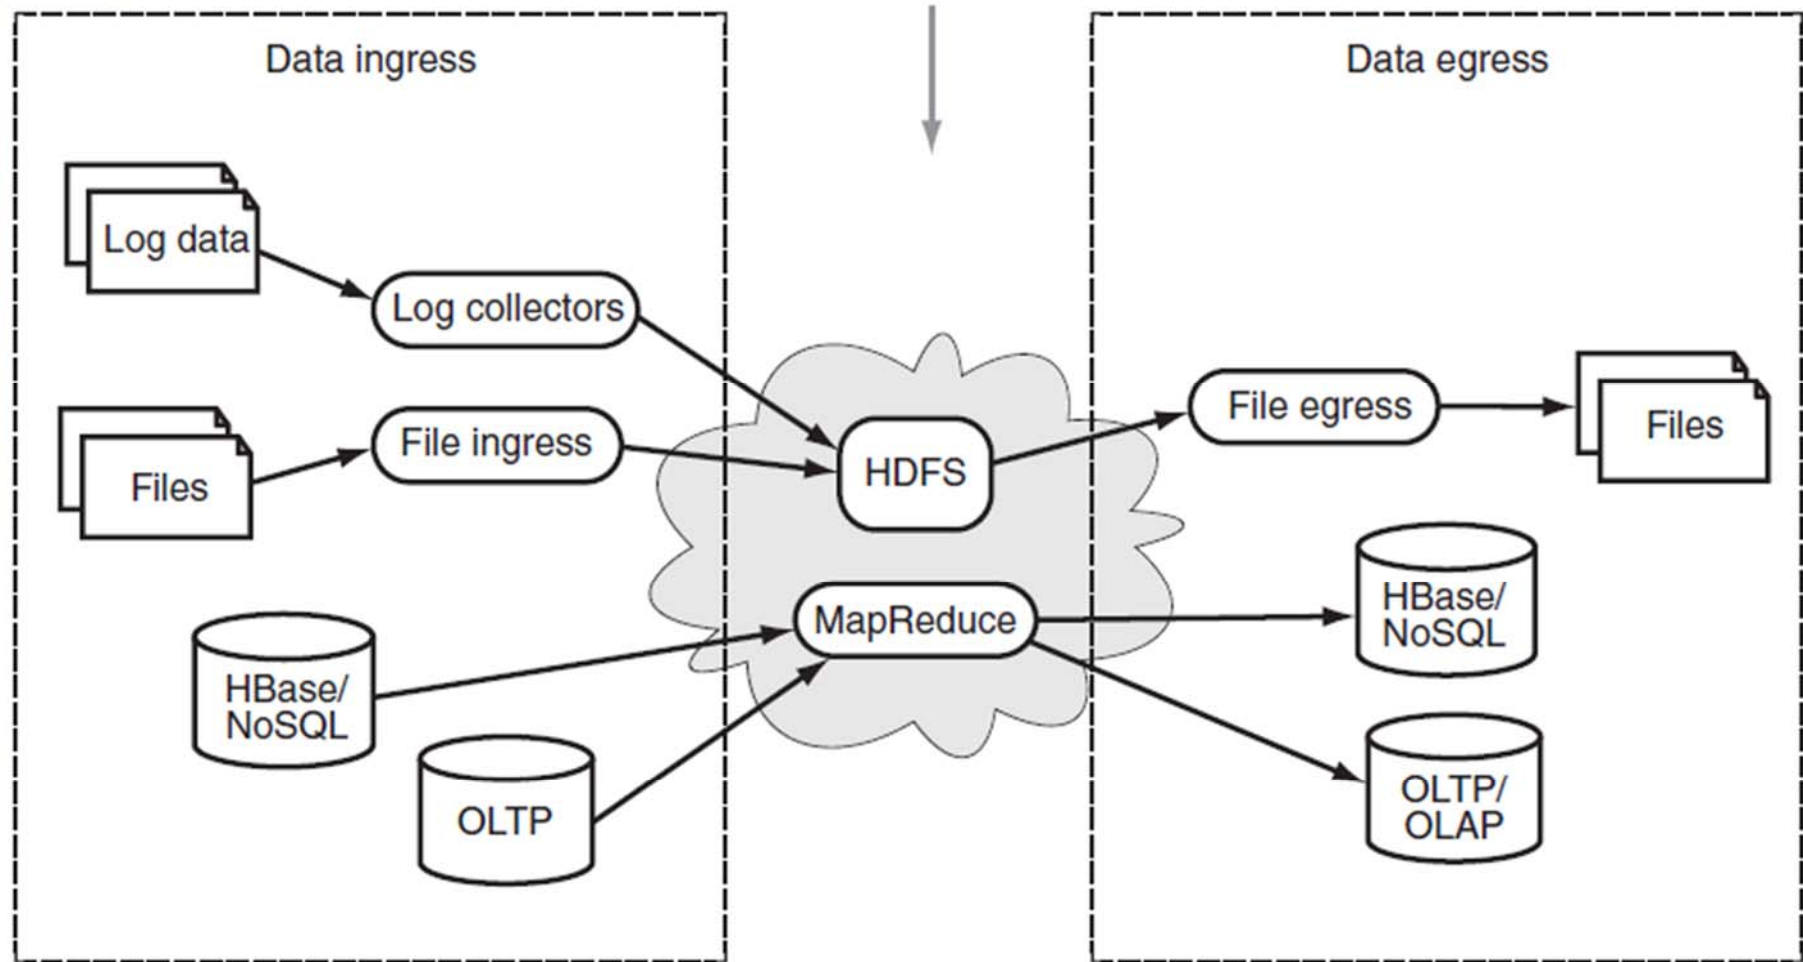 Data ingress
Data egress
Log data
Log collectors
File ingress
Files
HDFS
File egress
Files
MapReduce
HBase/
NoSQL
OLTP
HBase/
NoSQL
OLTP/
OLAP